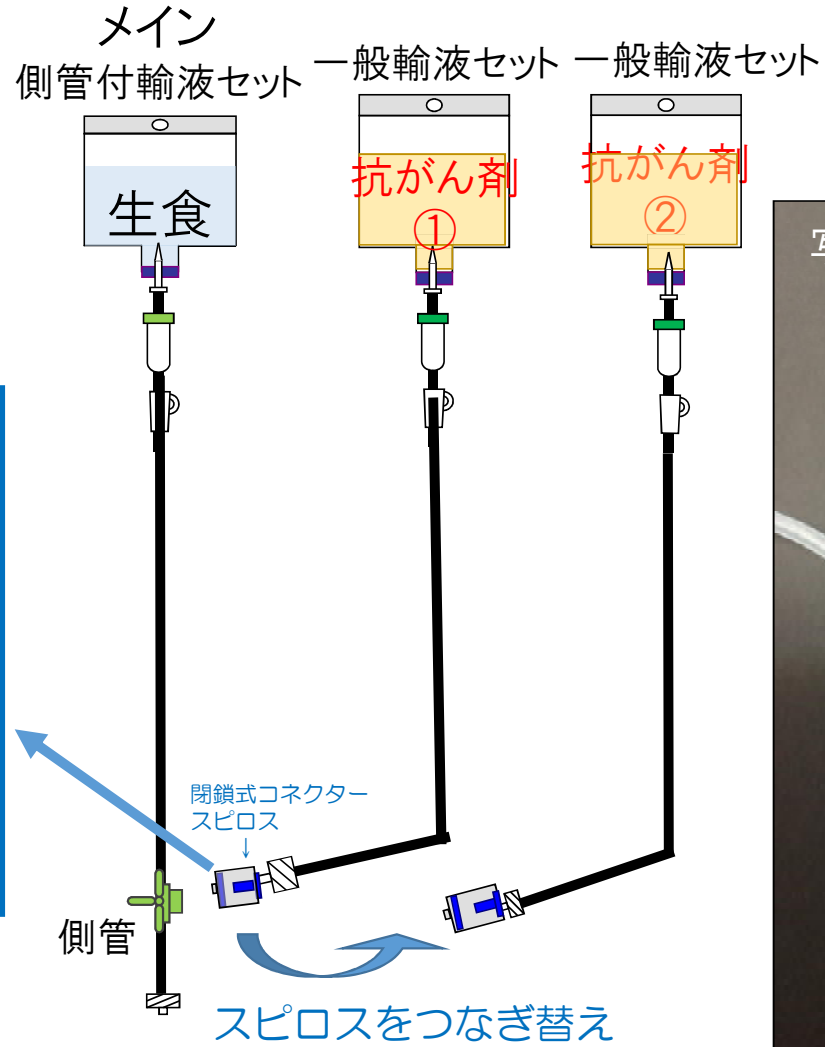 メイン
側管付輸液セット
一般輸液セット
一般輸液セット
生食
抗がん剤
①
抗がん剤
②
閉鎖式コネクター
スピロス
↓
側管
スピロスをつなぎ替え